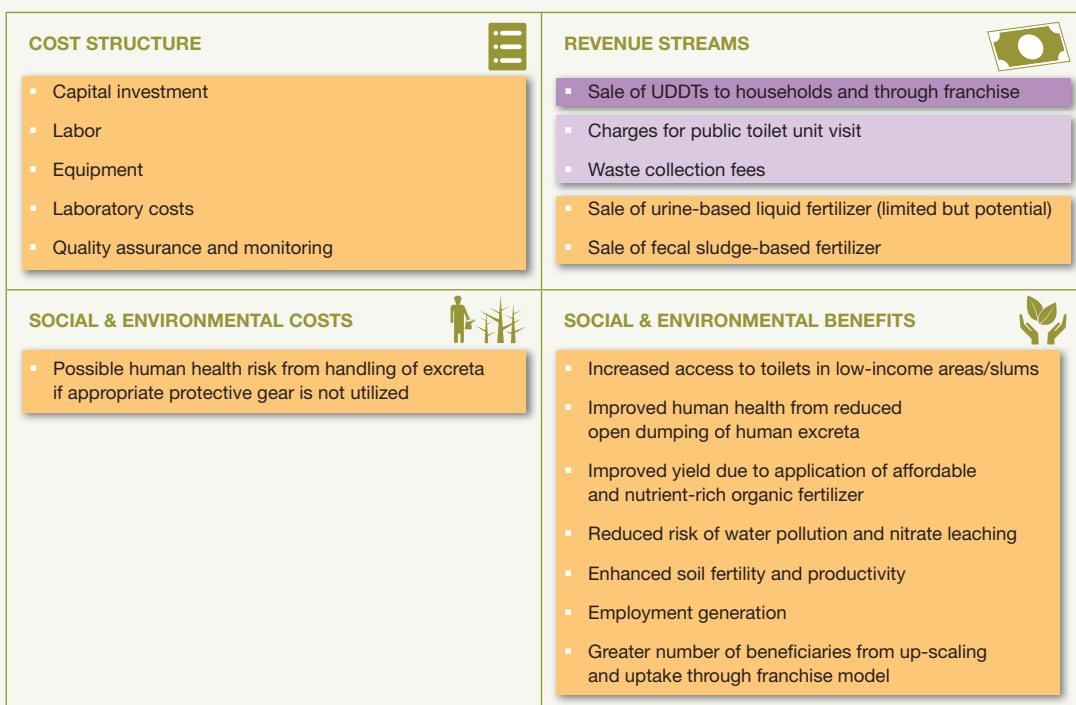 COST STRUCTURE
▪ Capital investment
▪ Labor
▪ Equipment
▪ Laboratory costs
▪ Quality assurance and monitoring
REVENUE STREAMS
▪ Sale of UDDTs to households and through franchise
▪ Charges for public toilet unit visit
▪ Waste collection fees
▪ Sale of urine-based liquid fertilizer (limited but potential)
▪ Sale of fecal sludge-based fertilizer
SOCIAL & ENVIRONMENTAL COSTS
▪ Possible human health risk from handling of excreta
if appropriate protective gear is not utilized
SOCIAL & ENVIRONMENTAL BENEFITS
▪ Increased access to toilets in low-income areas/slums
▪ Improved human health from reduced
open dumping of human excreta
▪ Improved yield due to application of affordable
and nutrient-rich organic fertilizer
▪ Reduced risk of water pollution and nitrate leaching
▪ Enhanced soil fertility and productivity
▪ Employment generation
▪ Greater number of beneficiaries from up-scaling
and uptake through franchise model